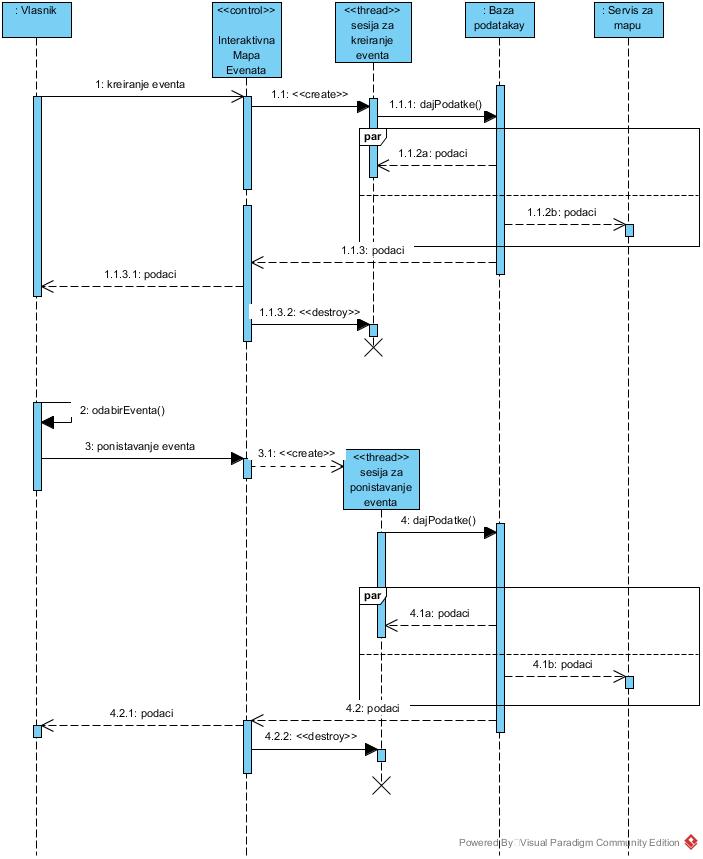 : Vlasnik
<<control>>
Interaktivna
Mapa
Evenata
<<thread>>
sesija za
kreiranje
eventa
: Baza
podatakay
: Servis za
mapu
1: kreiranje eventa
1.1: <<create>>
1.1.1: dajPodatke()
par
1.1.2a: podaci
1.1.2b: podaci
1.1.3: podaci
1.1.3.1: podaci
1.1.3.2: <<destroy>>
2: odabirEventa()
3: ponistavanje eventa
3.1: <<create>>
<<thread>>
sesija za
ponistavanje
eventa
4: dajPodatke()
par
4.1a: podaci
4.1b: podaci
4.2: podaci
4.2.1: podaci
4.2.2: <<destroy>>
Powered By Visual Paradigm Community Edition